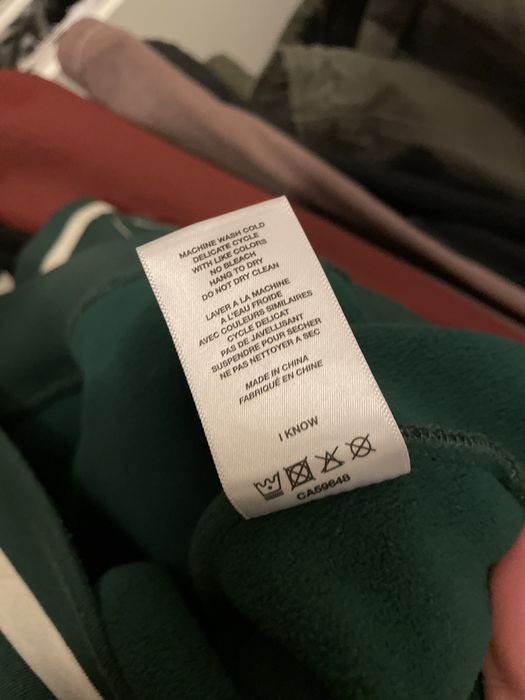 MACHINE WASH COLD
DELICATE CYCLE
WITH LIKE COLORS
NO BLEACH
HANG TO DRY
DO NOT DRY CLEAN
LAVER A LA MACHINE
A L'EAU FROIDE
AVEC COULEURS SIMILAIRES
CYCLE DELICAT
PAS DE JAVELLISANT
SUSPENDRE POUR SECHER
NE PAS NETTOYER A SEC
MADE IN CHINA
FABRIQUÉ EN CHINE
I KNOW
CA59648